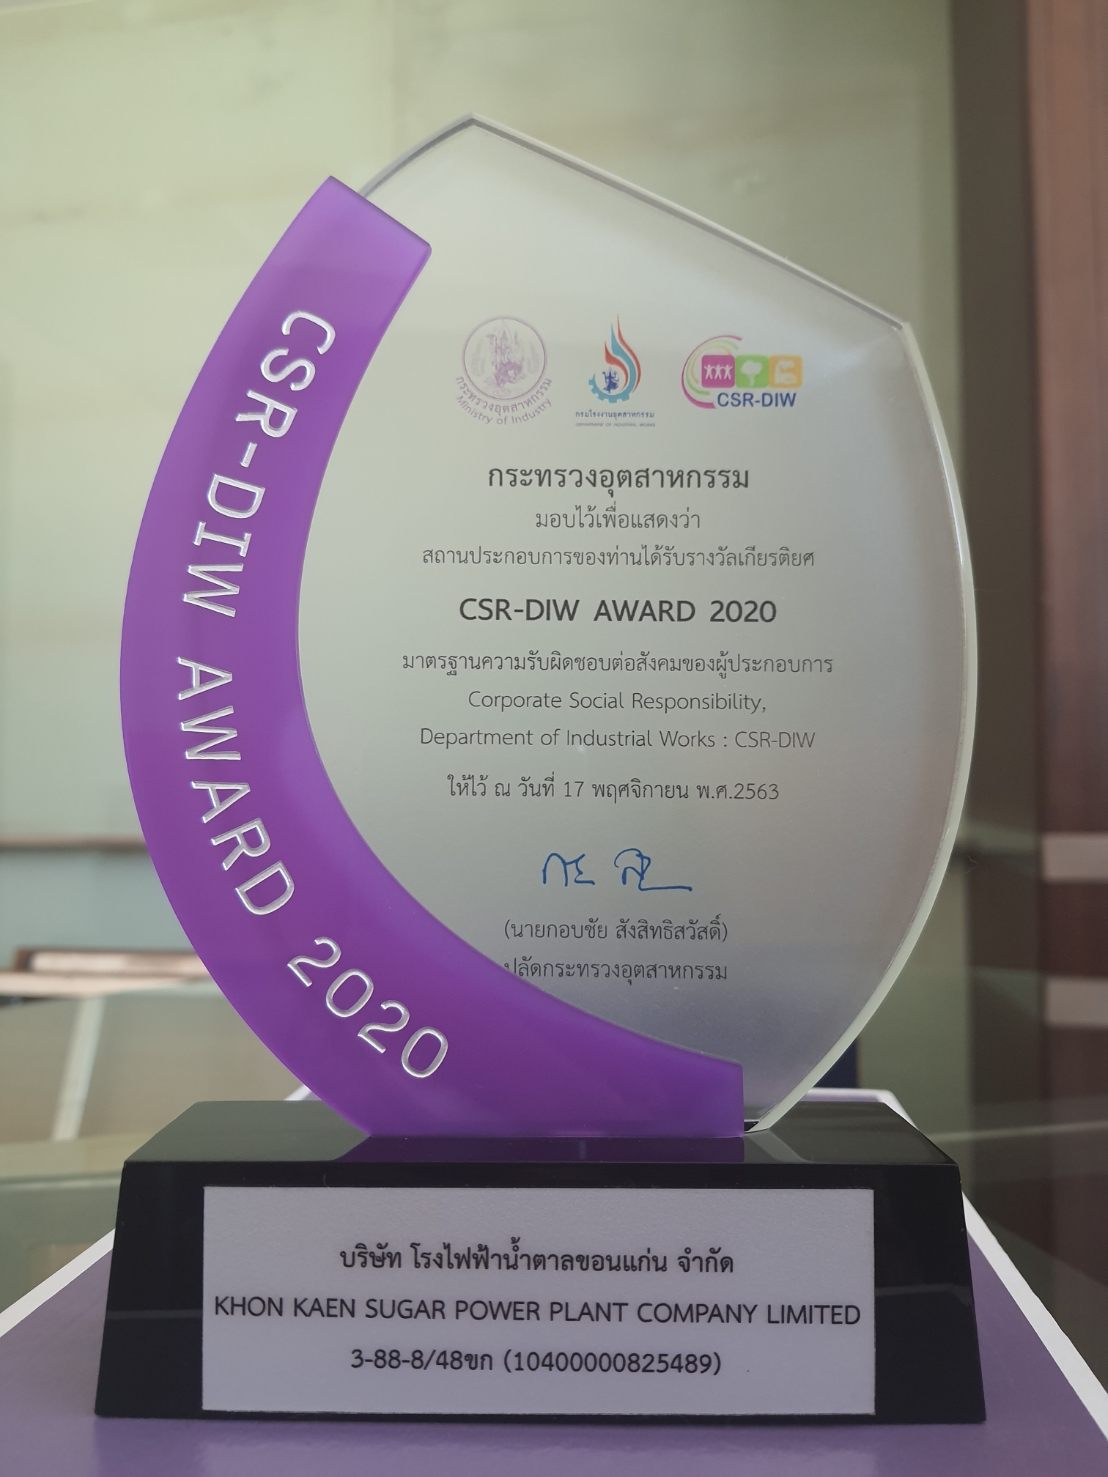 CSR-DIW AWARD 2020
กระทรวงอุตสาหกรรม
Ministry of Industry
กรมโรงงานอุตสาหกรรม
DEPARTMENT OF INDUSTRIAL WORKS
CSR-DIW
กระทรวงอุตสาหกรรม
มอบไว้เพื่อแสดงว่า
สถานประกอบการของท่านได้รับรางวัลเกียรติยศ
CSR-DIW AWARD 2020
มาตรฐานความรับผิดชอบต่อสังคมของผู้ประกอบการ
Corporate Social Responsibility,
Department of Industrial Works : CSR-DIW
ให้ไว้ ณ วันที่ 17 พฤศจิกายน พ.ศ.2563
(นายกอบชัย สังสิทธิสวัสดิ์)
ปลัดกระทรวงอุตสาหกรรม
บริษัท โรงไฟฟ้าน้ำตาลขอนแก่น จำกัด
KHON KAEN SUGAR POWER PLANT COMPANY LIMITED
3-88-8/48ขก (10400000825489)